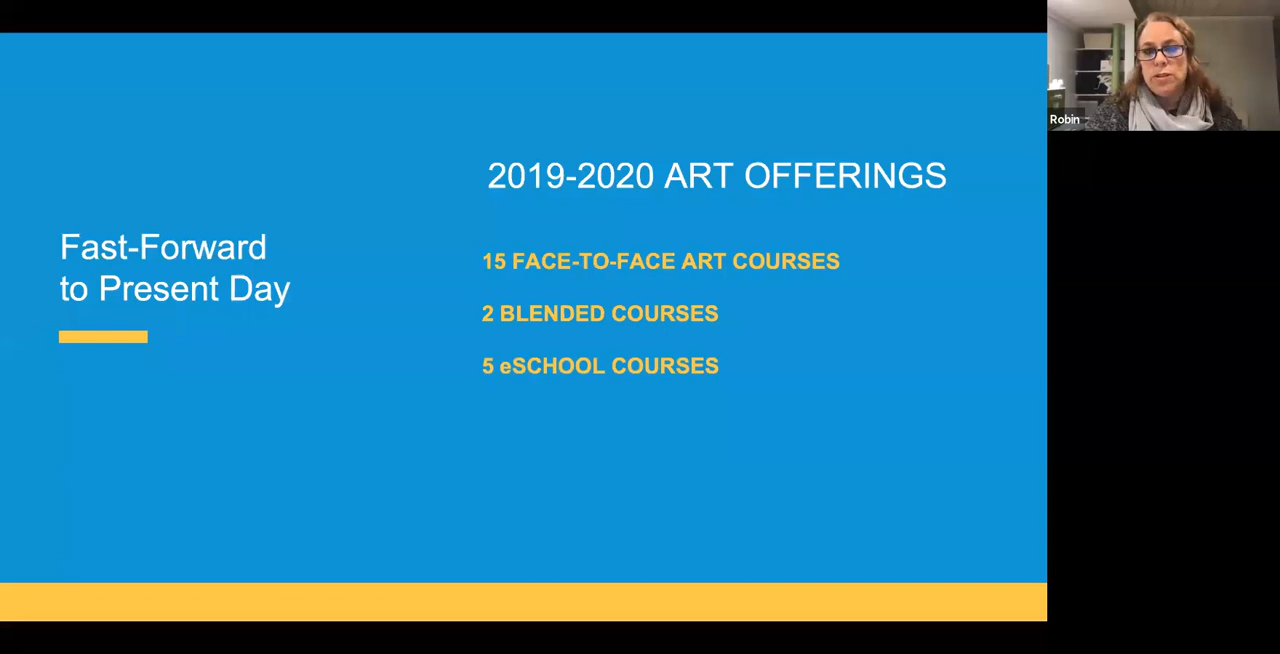 Fast-Forward
to Present Day
2019-2020 ART OFFERINGS
15 FACE-TO-FACE ART COURSES
2 BLENDED COURSES
5 eSCHOOL COURSES
Robin